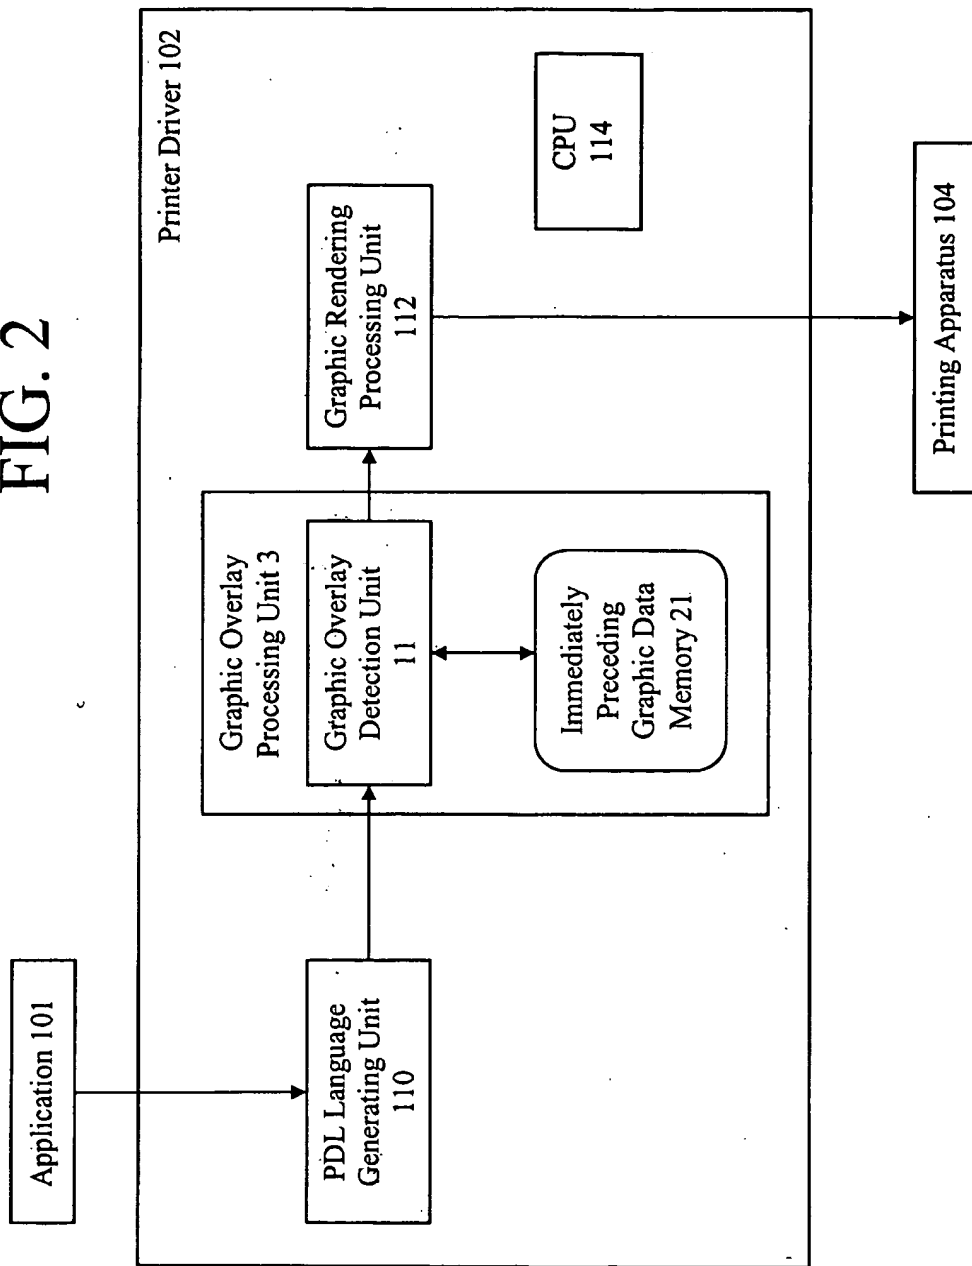 FIG. 2
Application 101
Printer Driver 102
PDL Language
Generating Unit
110
Graphic Overlay
Processing Unit 3
Graphic Overlay
Detection Unit
11
Immediately
Preceding
Graphic Data
Memory 21
Graphic Rendering
Processing Unit
112
CPU
114
Printing Apparatus 104